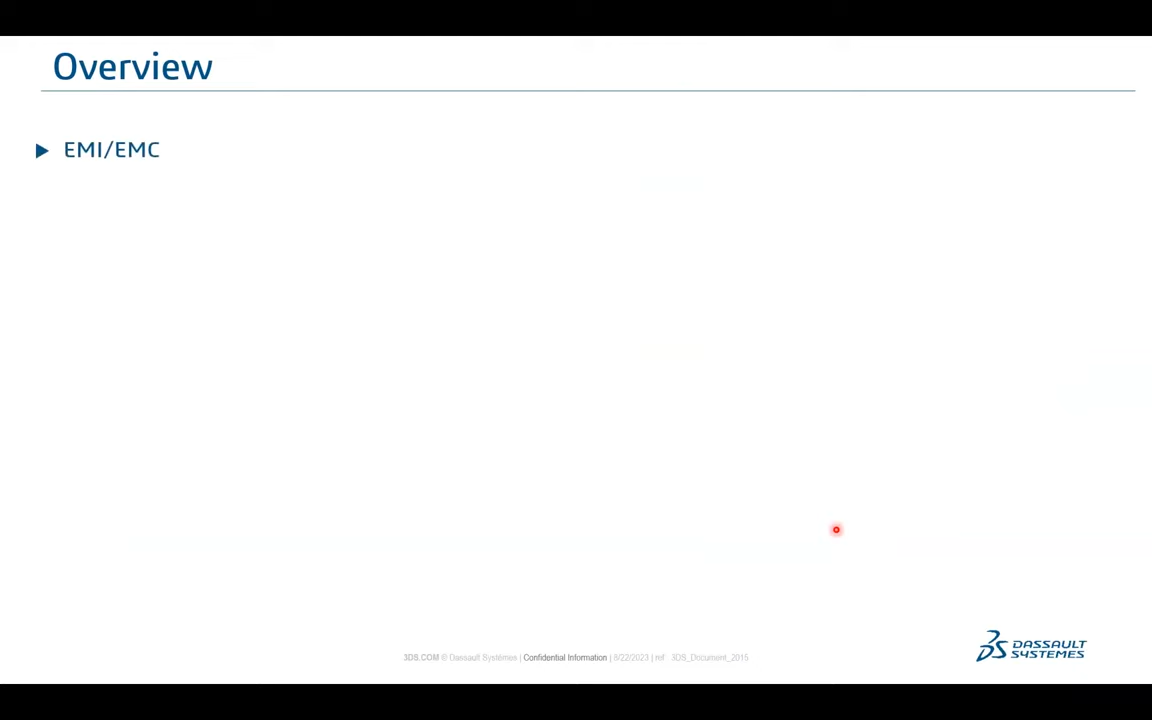 Overview
EMI/EMC
3DS.COM © Dassault Systèmes | Confidential Information | 8/22/2023 | ref: 3DS_Document_2015
DASSAULT
SYSTEMES